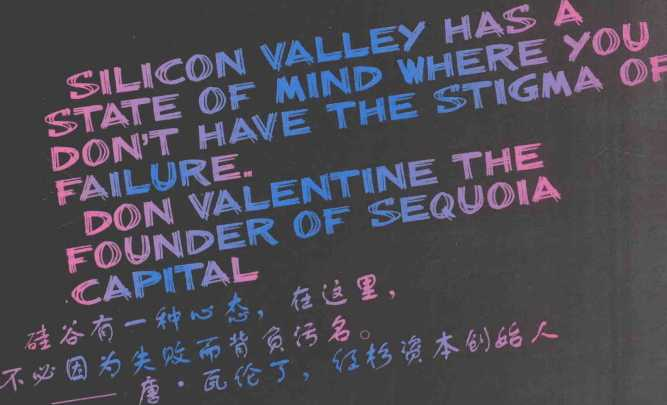 SILICON VALLEY HAS A
STATE OF MIND WHERE YOU
DON'T HAVE THE STIGMA OF
FAILURE.
DON VALENTINE THE
FOUNDER OF SEQUOIA
CAPITAL
硅谷有一种心态，在这里，
不必因为失败而背负污名。
——唐·瓦伦丁，红杉资本创始人